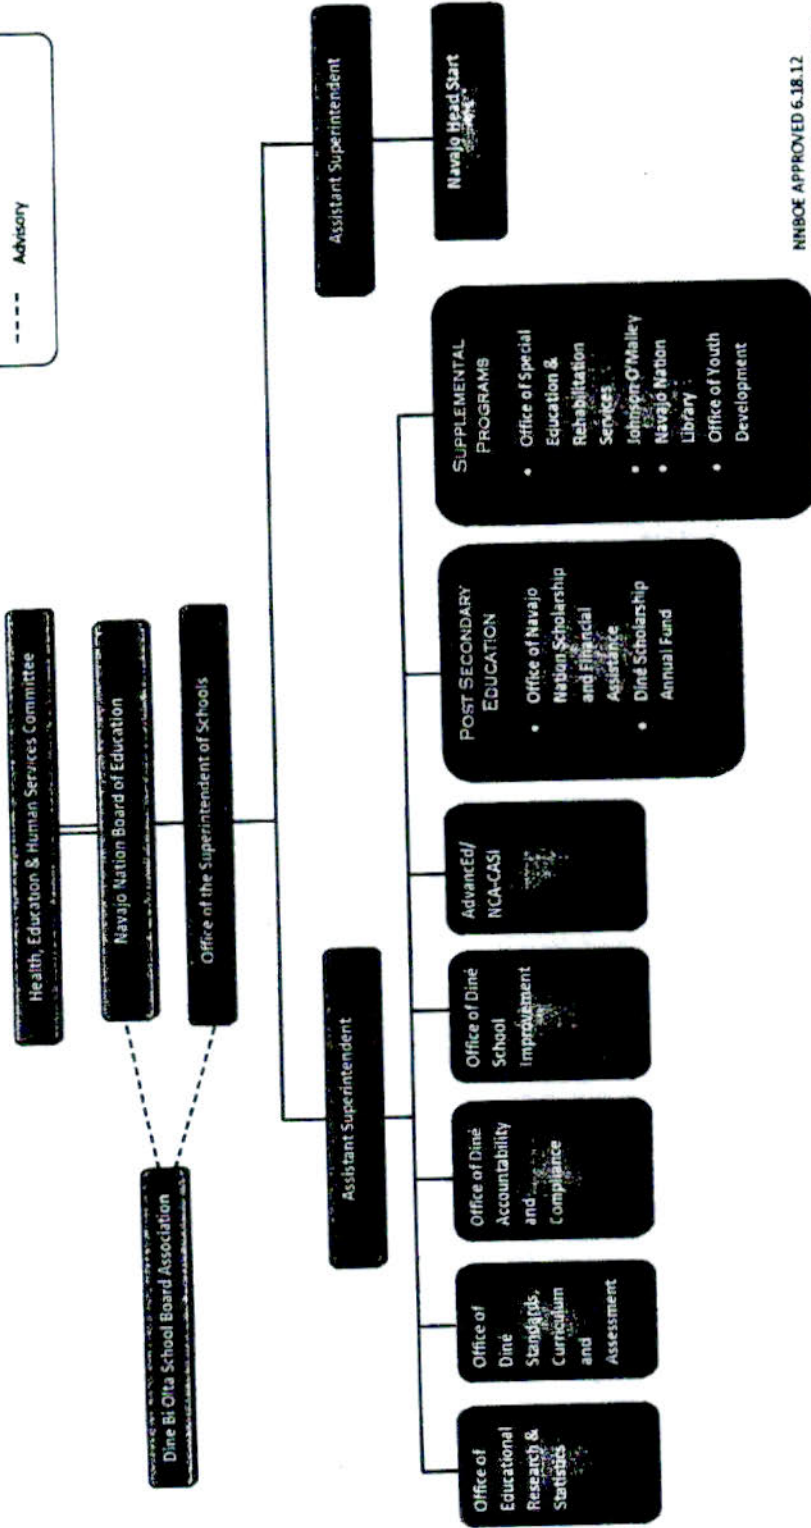 ---- Advisory
Health, Education & Human Services Committee
Navajo Nation Board of Education
Office of the Superintendent of Schools
Dine Bi Olta School Board Association
Assistant Superintendent
Assistant Superintendent
Navajo Head Start
Office of
Educational
Research &
Statistics
Office of
Diné
Standards,
Curriculum
and
Assessment
Office of Diné
Accountability
and
Compliance
Office of Diné
School
Improvement
AdvancEd/
NCA-CASI
POST SECONDARY
EDUCATION
• Office of Navajo
Nation Scholarship
and Financial
Assistance
• Diné Scholarship
Annual Fund
SUPPLEMENTAL
PROGRAMS
• Office of Special
Education &
Rehabilitation
Services
• Johnson O'Malley
• Navajo Nation
Library
• Office of Youth
Development
NNBOE APPROVED 6.18.12